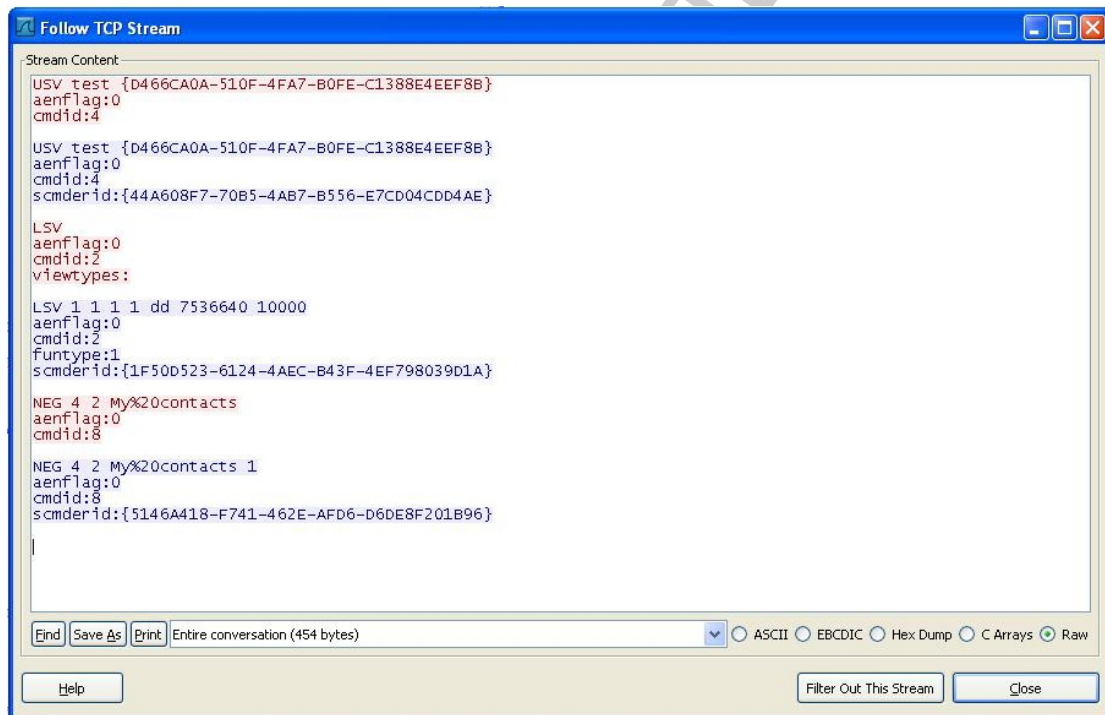 Follow TCP Stream
Stream Content
USV test {D466CA0A-510F-4FA7-B0FE-C1388E4EEF8B}
aenflag:0
cmdid:4
USV test {D466CA0A-510F-4FA7-B0FE-C1388E4EEF8B}
aenflag:0
cmdid:4
scmderid:{44A608F7-70B5-4AB7-B556-E7CD04CDD4AE}
LSV
aenflag:0
cmdid:2
viewtypes:
LSV 1 1 1 1 dd 7536640 10000
aenflag:0
cmdid:2
funtype:1
scmderid:{1F50D523-6124-4AEC-B43F-4EF798039D1A}
NEG 4 2 My%20contacts
aenflag:0
cmdid:8
NEG 4 2 My%20contacts 1
aenflag:0
cmdid:8
scmderid:{5146A418-F741-462E-AFD6-D6DE8F201B96}
Find Save As Print Entire conversation (454 bytes) ASCII EBCDIC Hex Dump C Arrays Raw
Help Filter Out This Stream Close